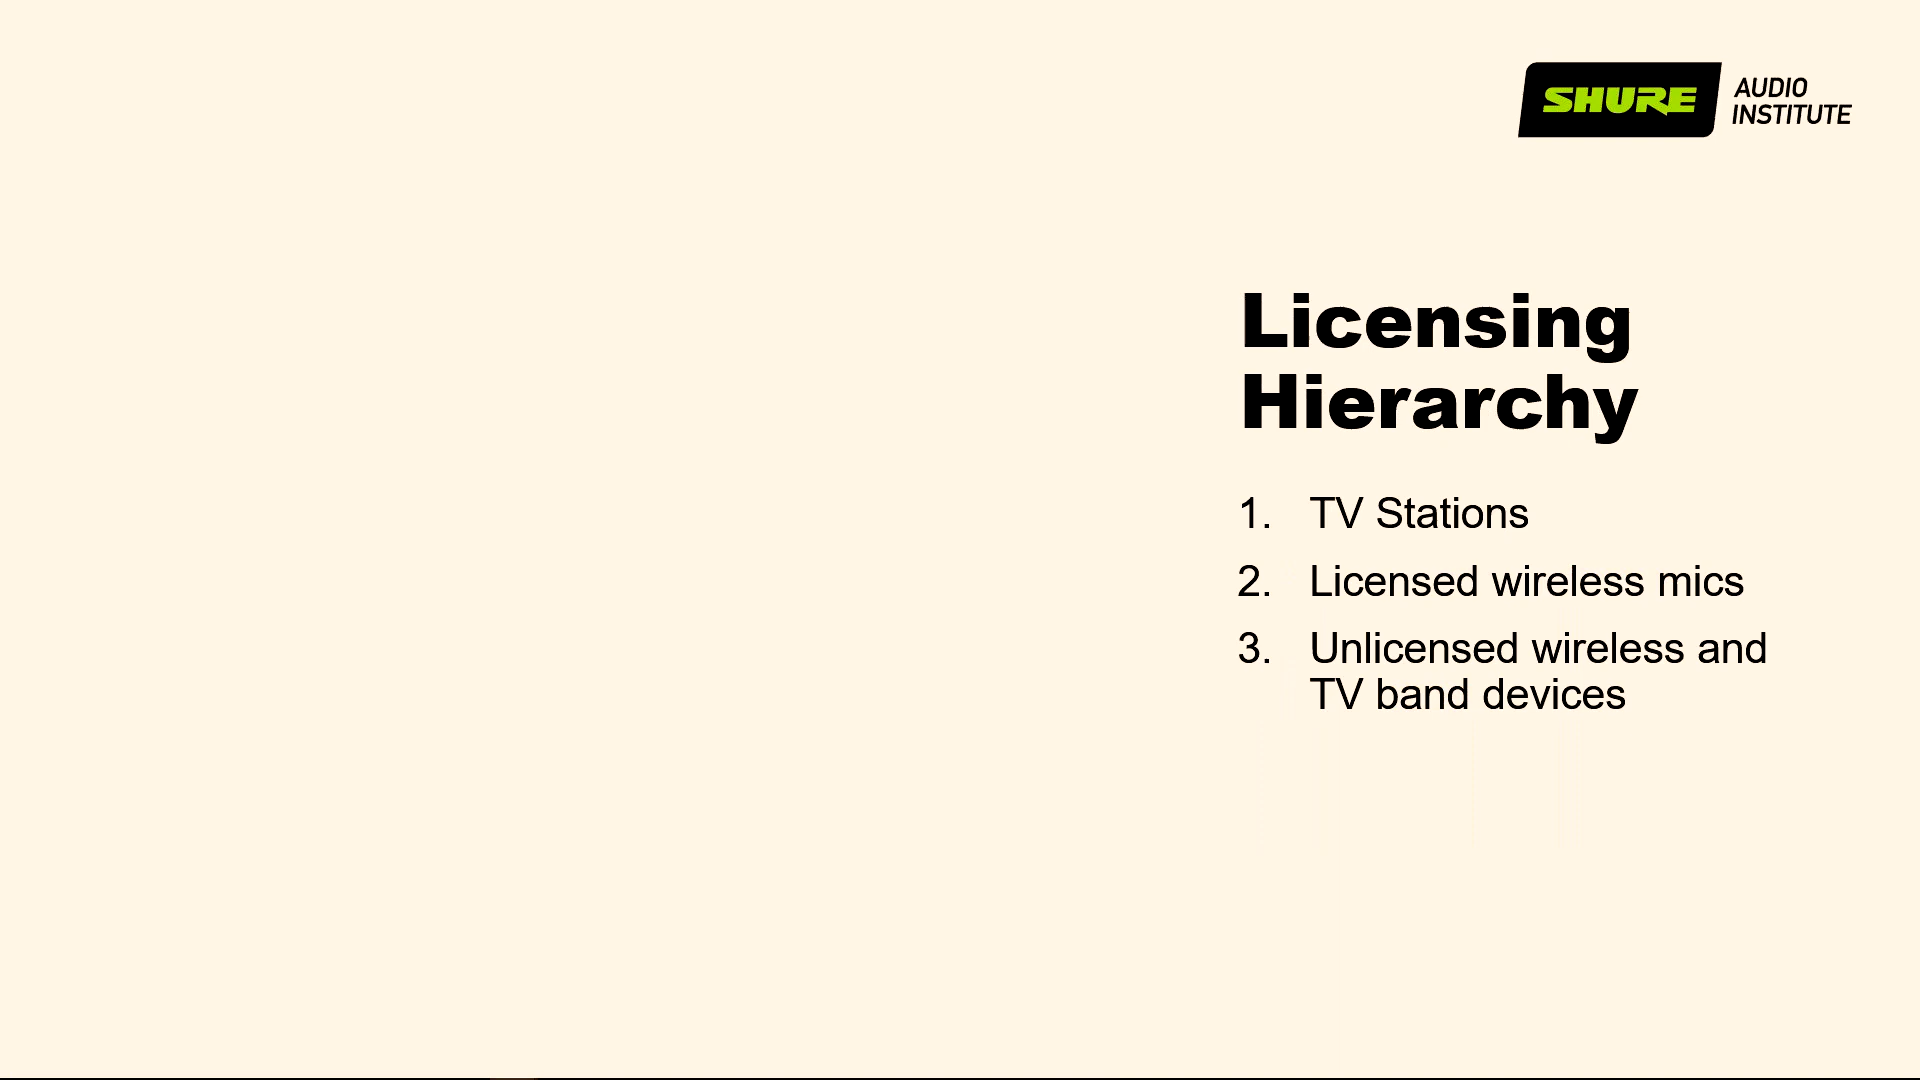 SHURE
AUDIO
INSTITUTE
Licensing
Hierarchy
1. TV Stations
2. Licensed wireless mics
3. Unlicensed wireless and
TV band devices